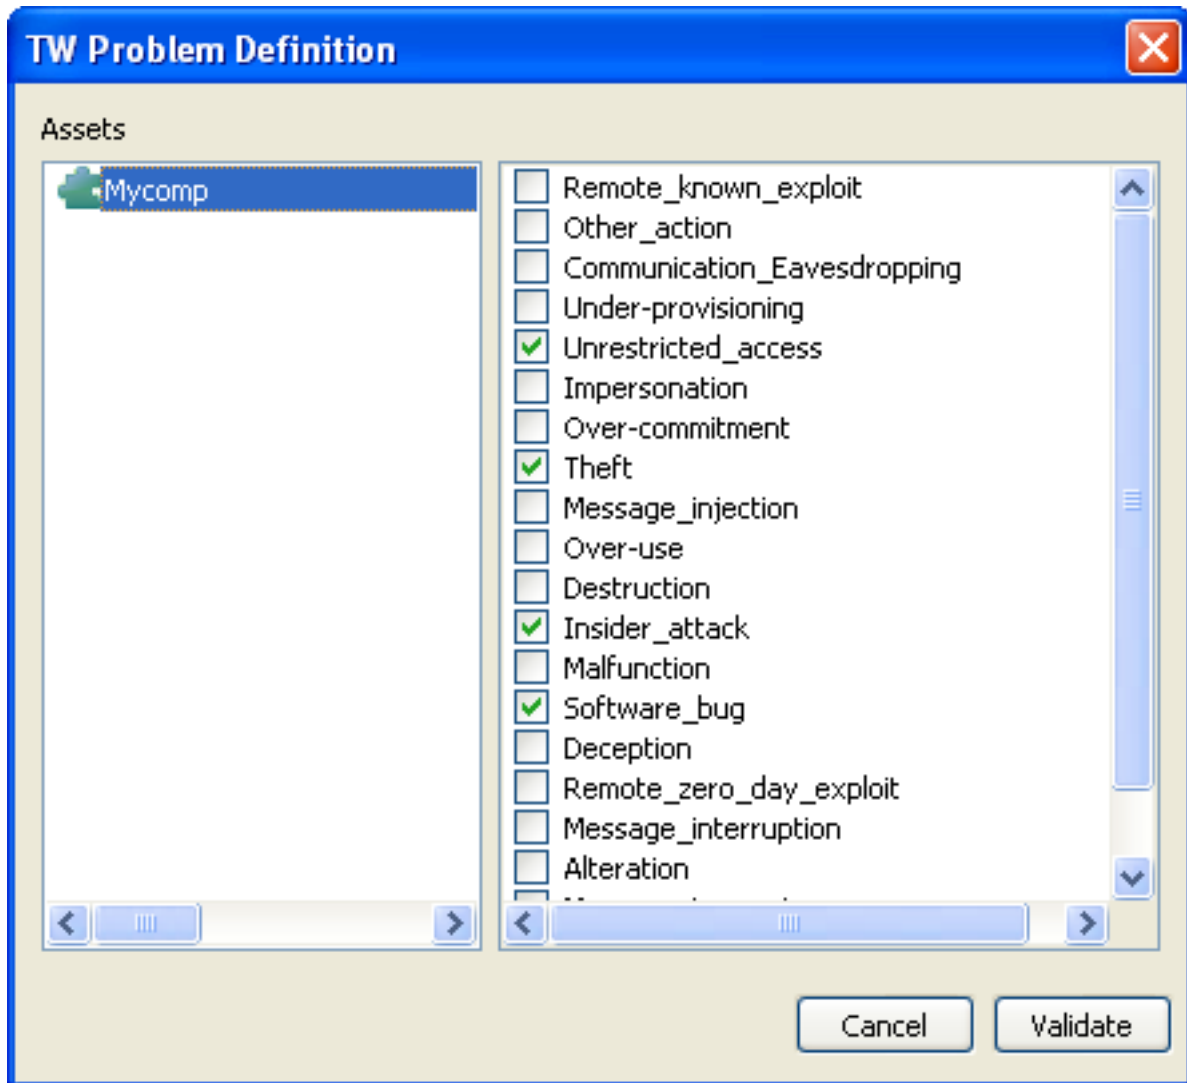 TW Problem Definition
Assets
Mycomp
Remote_known_exploit
Other_action
Communication_Eavesdropping
Under-provisioning
Unrestricted_access
Impersonation
Over-commitment
Theft
Message_injection
Over-use
Destruction
Insider_attack
Malfunction
Software_bug
Deception
Remote_zero_day_exploit
Message_interruption
Alteration
Cancel
Validate